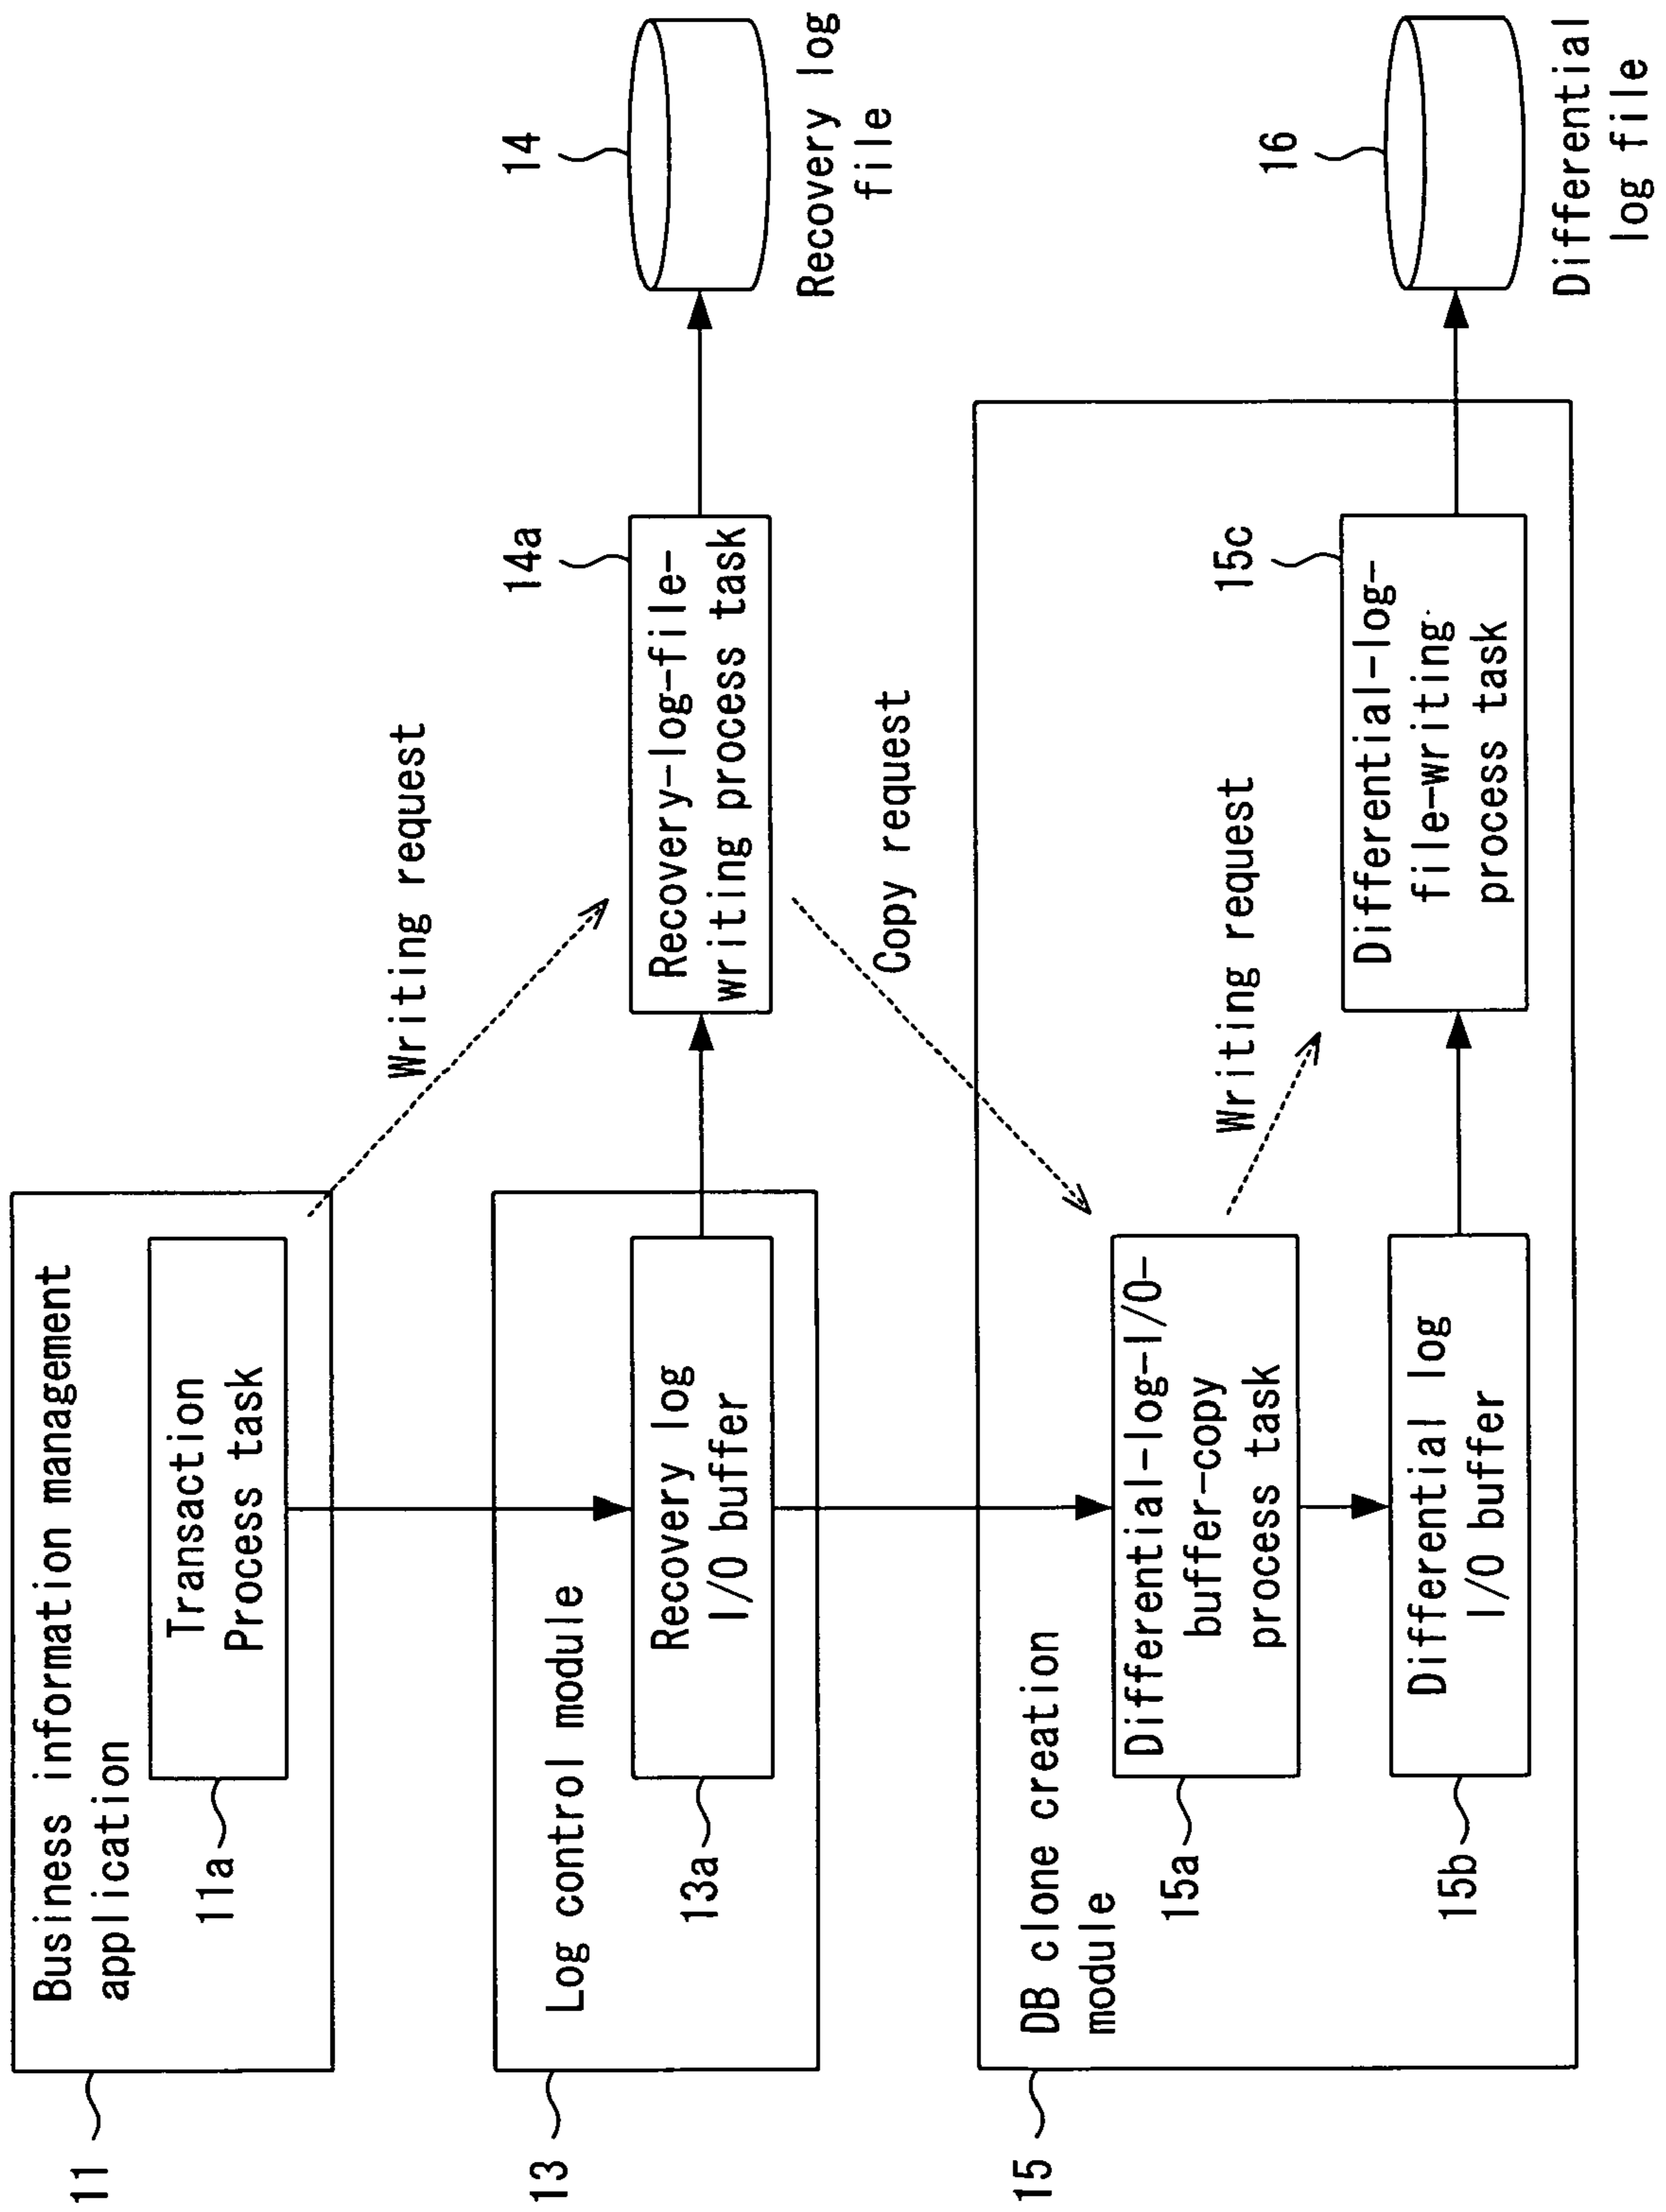 11
Business information management
application
Transaction
Process task
11a
Writing request
13
Log control module
Recovery log
I/O buffer
13a
14a
Recovery-log-file-
writing process task
14
Recovery log
file
Copy request
15
DB clone creation
module
Differential-log-I/O-
buffer-copy
process task
15a
Writing request
Differential log
I/O buffer
15b
15c
Differential-log-
file-writing
process task
16
Differential
log file